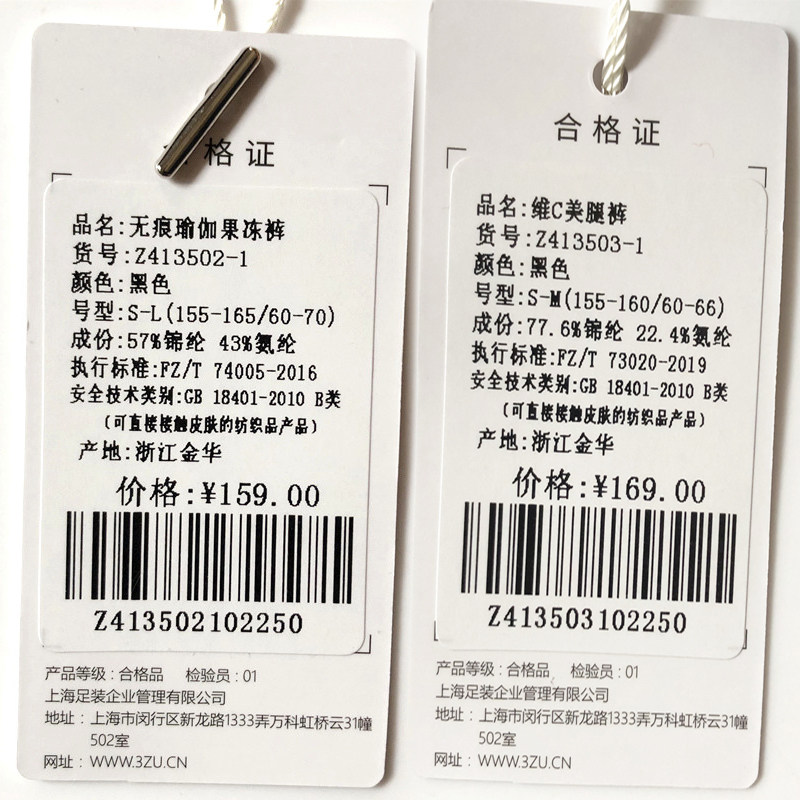 格证
品名:无痕瑜伽果冻裤
货号:Z413502-1
颜色:黑色
号型:S-L(155-165/60-70)
成份:57%锦纶 43%氨纶
执行标准:FZ/T 74005-2016
安全技术类别:GB 18401-2010 B类
(可直接接触皮肤的纺织品产品)
产地:浙江金华
价格:¥159.00
Z413502102250
产品等级:合格品 检验员:01
上海足装企业管理有限公司
地址:上海市闵行区新龙路1333弄万科虹桥云31幢
502室
网址:WWW.3ZU.CN
合格证
品名:维C美腿裤
货号:Z413503-1
颜色:黑色
号型:S-M(155-160/60-66)
成份:77.6%锦纶 22.4%氨纶
执行标准:FZ/T 73020-2019
安全技术类别:GB 18401-2010 B类
(可直接接触皮肤的纺织品产品)
产地:浙江金华
价格:¥169.00
Z413503102250
产品等级:合格品 检验员:01
上海足装企业管理有限公司
地址:上海市闵行区新龙路1333弄万科虹桥云31幢
502室
网址:WWW.3ZU.CN